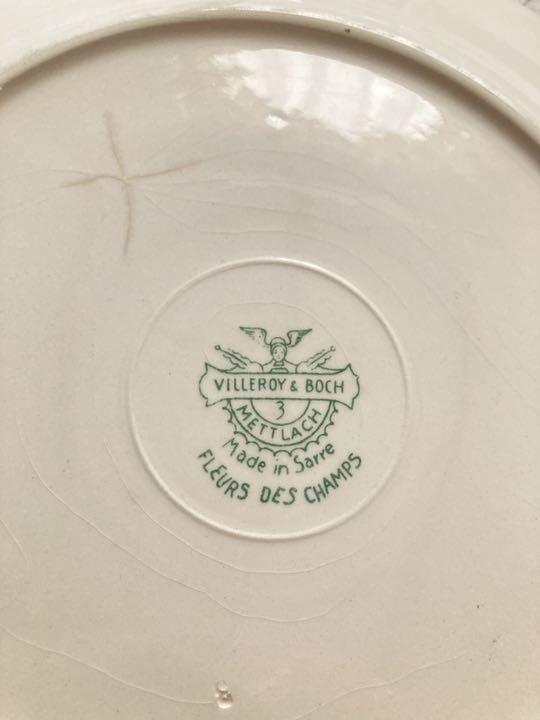 VILLEROY & BOCH
3
METTLACH
Made in Sarre
FLEURS DES CHAMPS